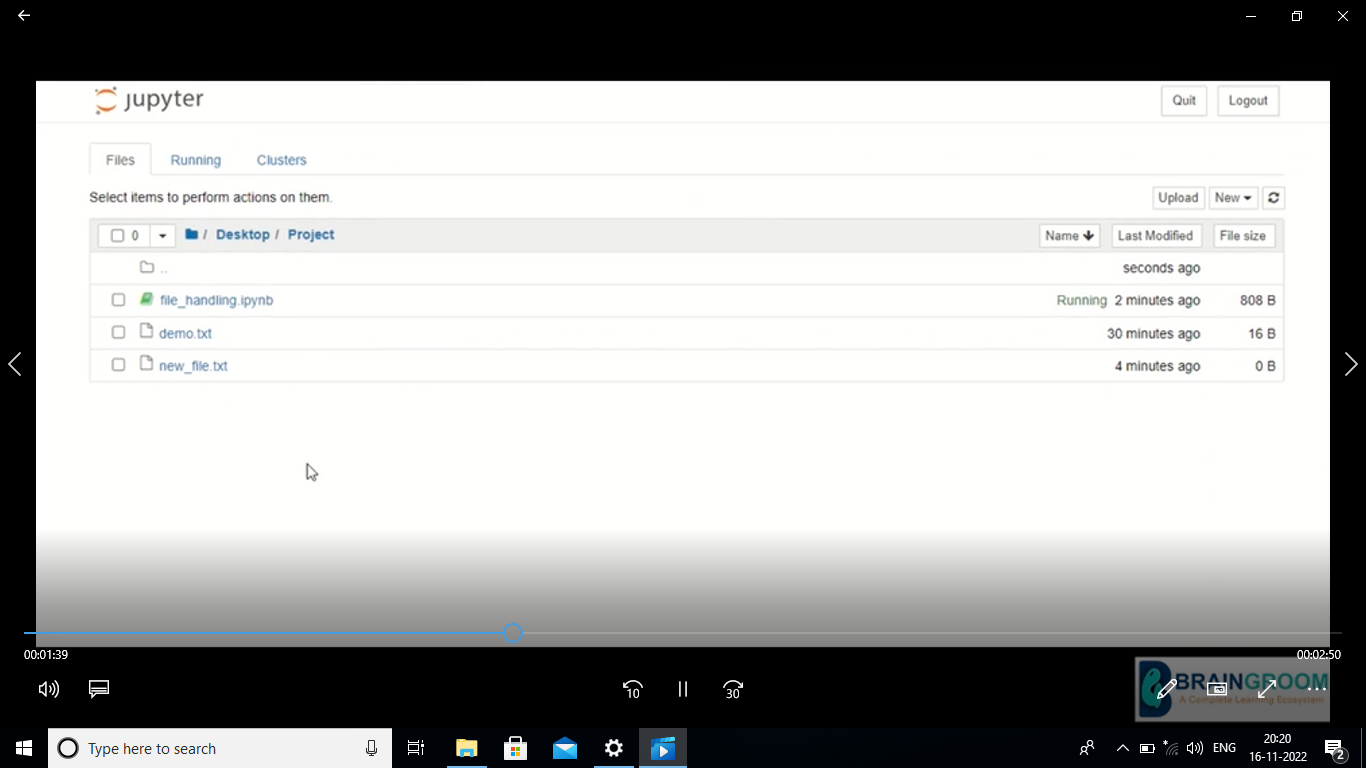 jupyter
Quit Logout
Files Running Clusters
Select items to perform actions on them.
Upload New
0 / Desktop / Project Name Last Modified File size
.. seconds ago
file_handling.ipynb Running 2 minutes ago 808 B
demo.txt 30 minutes ago 16 B
new_file.txt 4 minutes ago 0 B
00:01:39 00:02:50
10 30
BRAINGROOM
A Complete Learning Ecosystem
Type here to search
ENG
20:20
16-11-2022
2